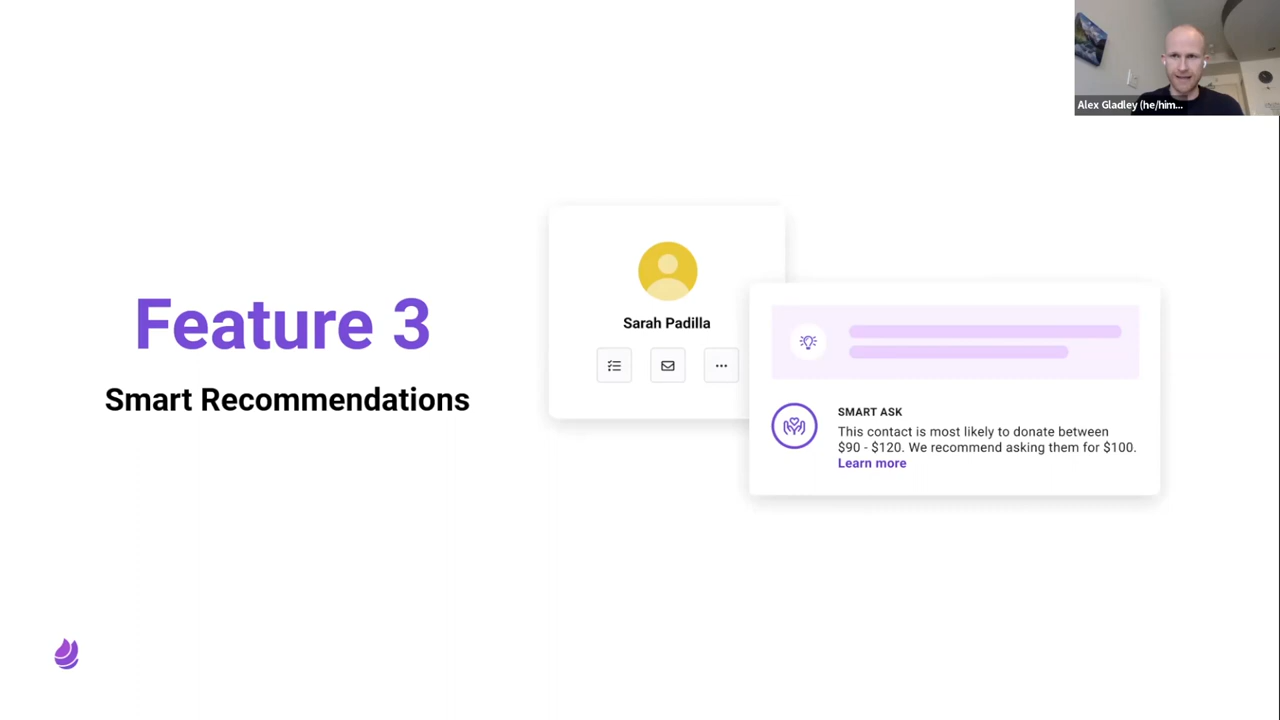 Alex Gladley (he/him...
Feature 3
Smart Recommendations
Sarah Padilla
SMART ASK
This contact is most likely to donate between
$90 - $120. We recommend asking them for $100.
Learn more